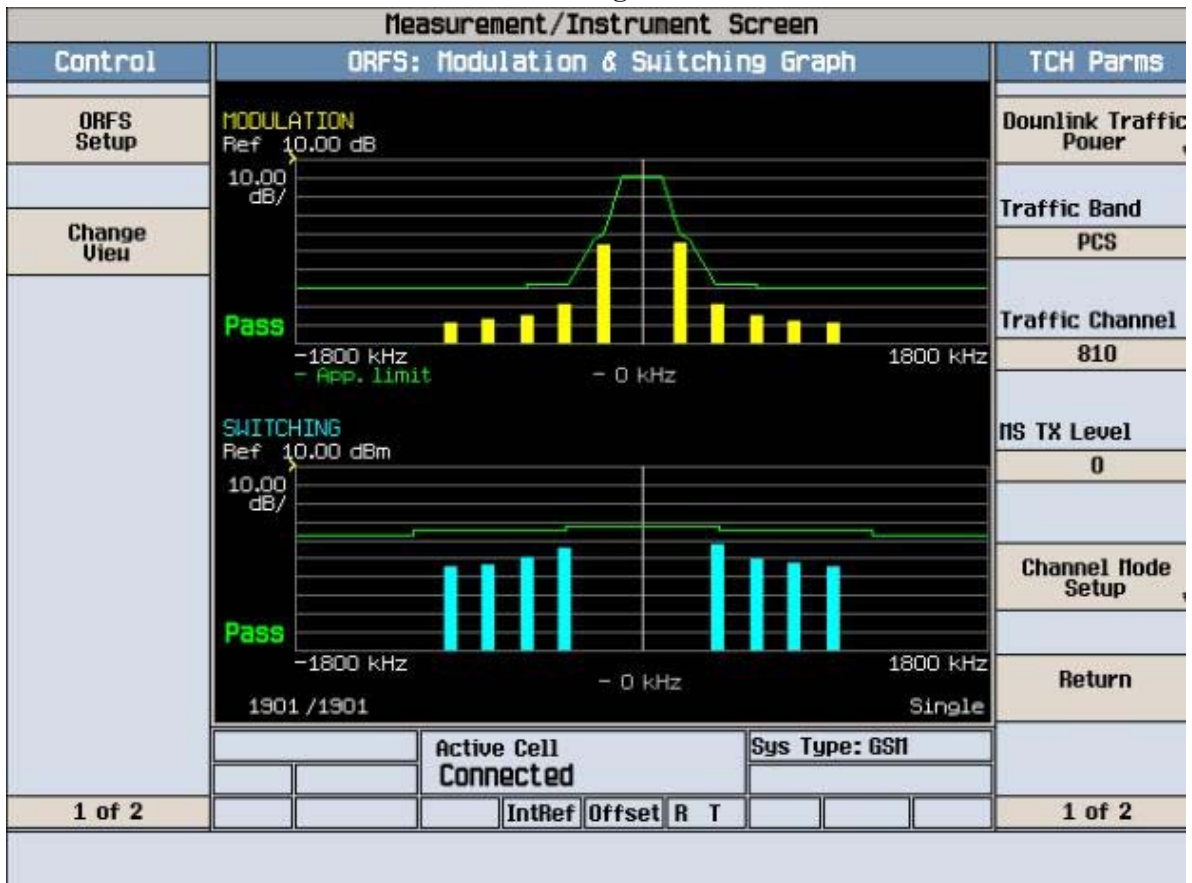 Measurement/Instrument Screen
Control
ORFS: Modulation & Switching Graph
TCH Parms
ORFS
Setup
Change
View
1 of 2
MODULATION
Ref 10.00 dB
10.00
dB/
Pass
-1800 kHz
1800 kHz
- App. limit
- 0 kHz
SWITCHING
Ref 10.00 dBm
10.00
dB/
Pass
-1800 kHz
1800 kHz
- 0 kHz
1901/1901
Single
Active Cell
Connected
Sys Type: GSM
IntRef
Offset
R T
Downlink Traffic
Power
Traffic Band
PCS
Traffic Channel
810
MS TX Level
0
Channel Mode
Setup
Return
1 of 2